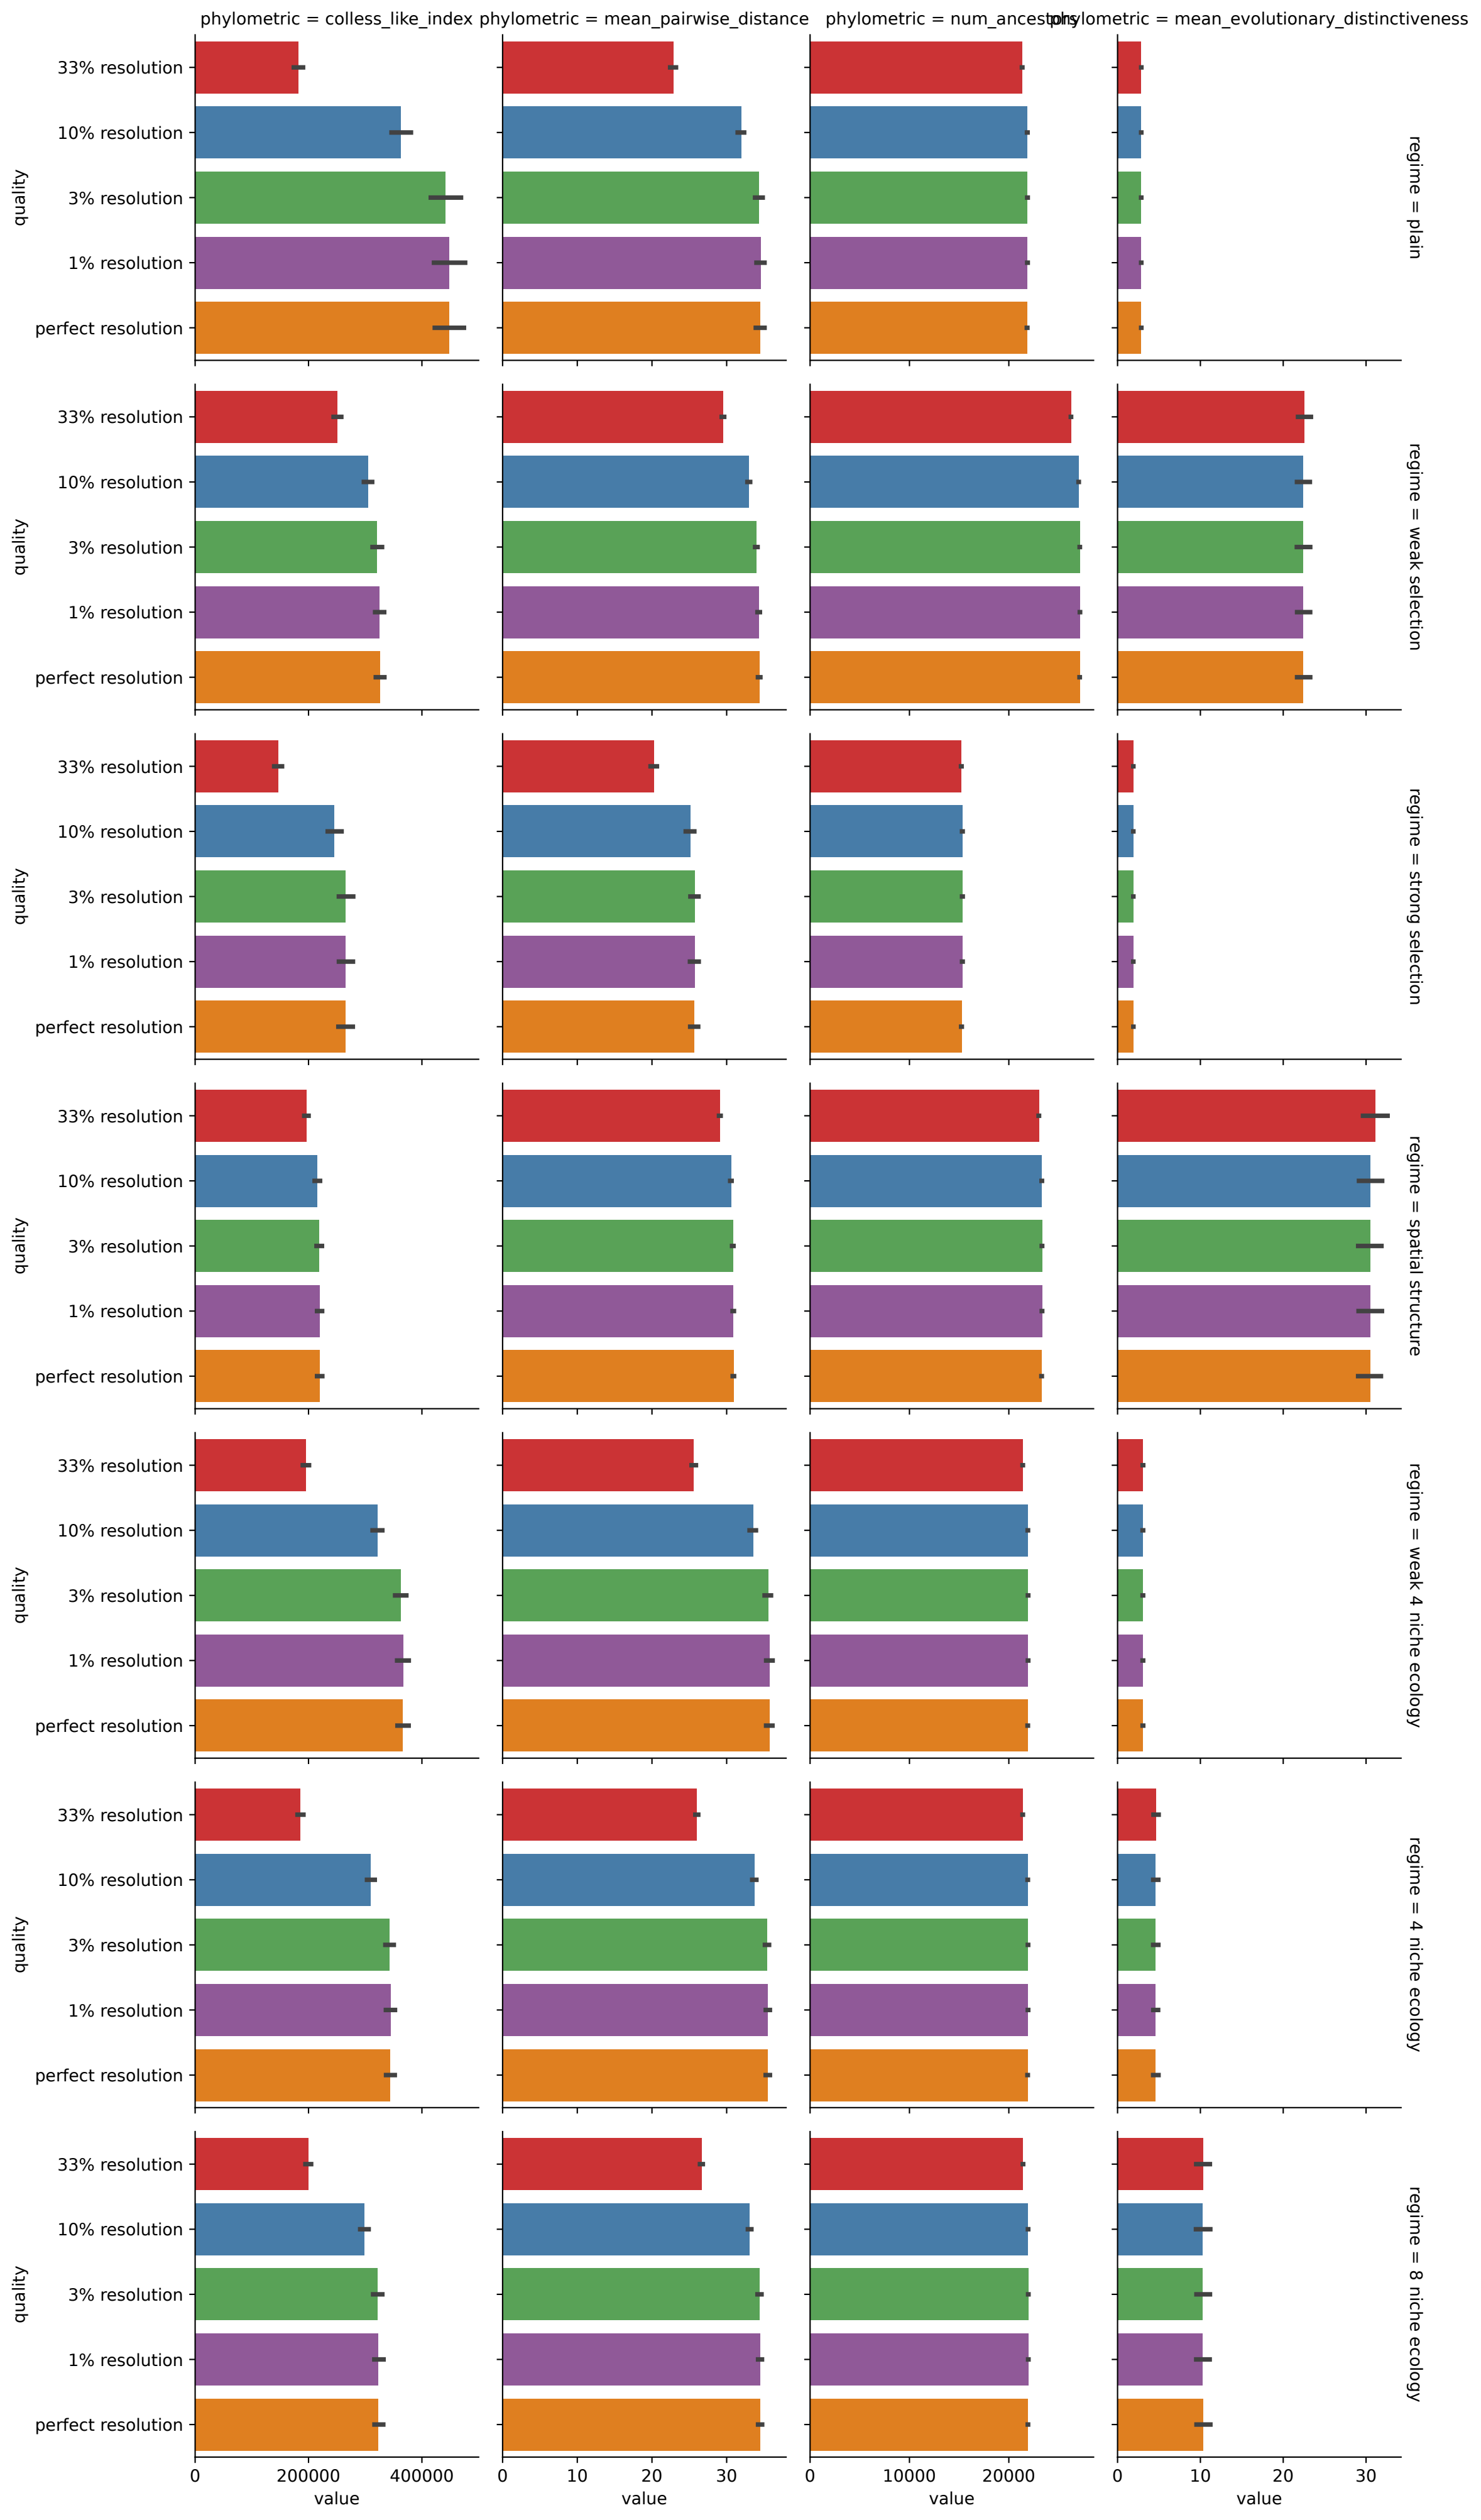 phylometric = colless_like_index
phylometric = mean_pairwise_distance
phylometric = num_ancestors
phylometric = mean_evolutionary_distinctiveness
33% resolution
10% resolution
3% resolution
1% resolution
perfect resolution
quality
regime = plain
33% resolution
10% resolution
3% resolution
1% resolution
perfect resolution
quality
regime = weak selection
33% resolution
10% resolution
3% resolution
1% resolution
perfect resolution
quality
regime = strong selection
33% resolution
10% resolution
3% resolution
1% resolution
perfect resolution
quality
regime = spatial structure
33% resolution
10% resolution
3% resolution
1% resolution
perfect resolution
quality
regime = weak 4 niche ecology
33% resolution
10% resolution
3% resolution
1% resolution
perfect resolution
quality
regime = 4 niche ecology
33% resolution
10% resolution
3% resolution
1% resolution
perfect resolution
quality
regime = 8 niche ecology
0 200000 400000
value
0 10 20 30
value
0 10000 20000
value
0 10 20 30
value